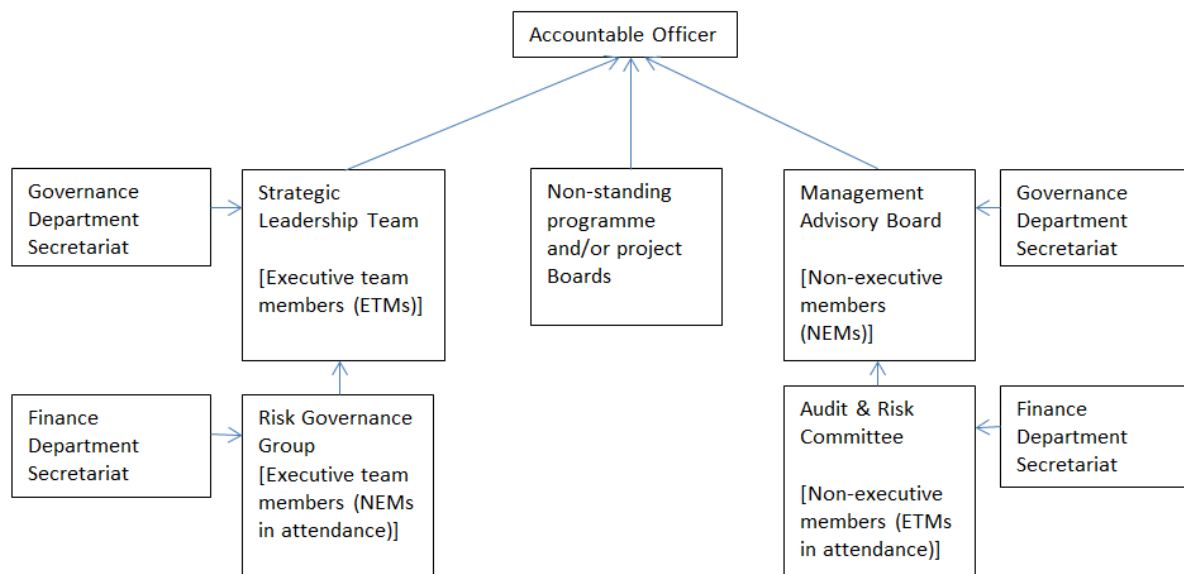 Accountable Officer
Governance
Department
Secretariat
Strategic
Leadership Team
[Executive team
members (ETMs)]
Non-standing
programme
and/or project
Boards
Management
Advisory Board
[Non-executive
members
(NEMs)]
Governance
Department
Secretariat
Finance
Department
Secretariat
Risk Governance
Group
[Executive team
members (NEMs
in attendance)]
Audit & Risk
Committee
[Non-executive
members (ETMs
in attendance)]
Finance
Department
Secretariat